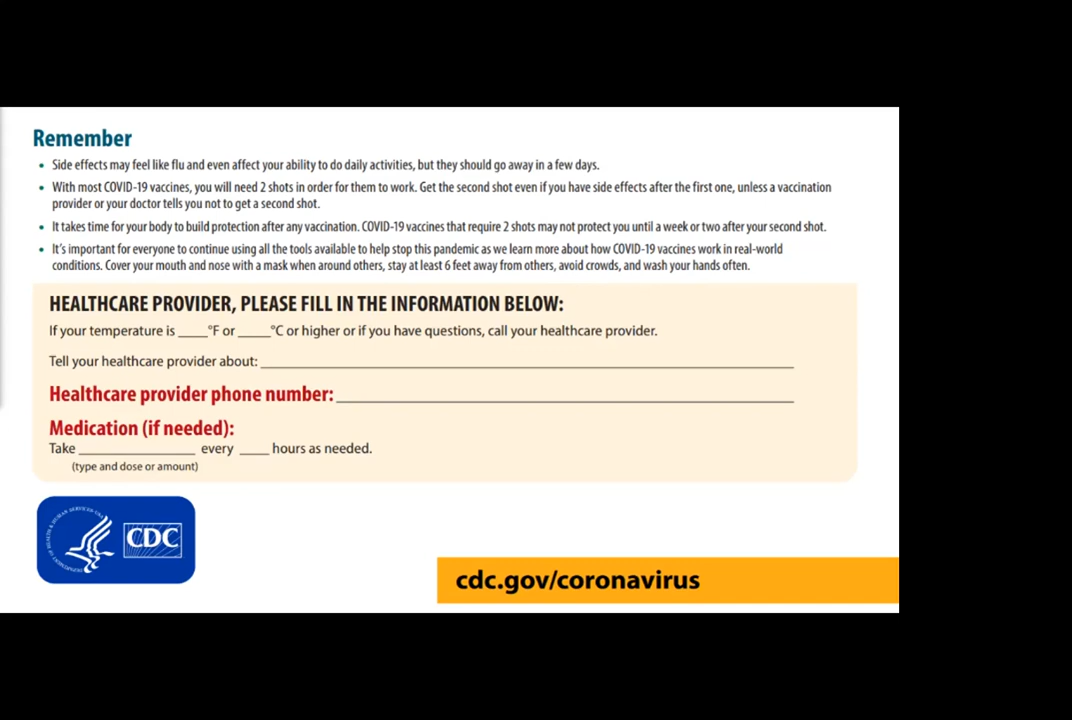 Remember
• Side effects may feel like flu and even affect your ability to do daily activities, but they should go away in a few days.
• With most COVID-19 vaccines, you will need 2 shots in order for them to work. Get the second shot even if you have side effects after the first one, unless a vaccination
provider or your doctor tells you not to get a second shot.
• It takes time for your body to build protection after any vaccination. COVID-19 vaccines that require 2 shots may not protect you until a week or two after your second shot.
• It's important for everyone to continue using all the tools available to help stop this pandemic as we learn more about how COVID-19 vaccines work in real-world
conditions. Cover your mouth and nose with a mask when around others, stay at least 6 feet away from others, avoid crowds, and wash your hands often.
HEALTHCARE PROVIDER, PLEASE FILL IN THE INFORMATION BELOW:
If your temperature is ____°F or ____°C or higher or if you have questions, call your healthcare provider.
Tell your healthcare provider about: ____
Healthcare provider phone number: ____
Medication (if needed):
Take ____ every ____ hours as needed.
(type and dose or amount)
DEPARTMENT OF HEALTH & HUMAN SERVICES • USA
CDC
cdc.gov/coronavirus